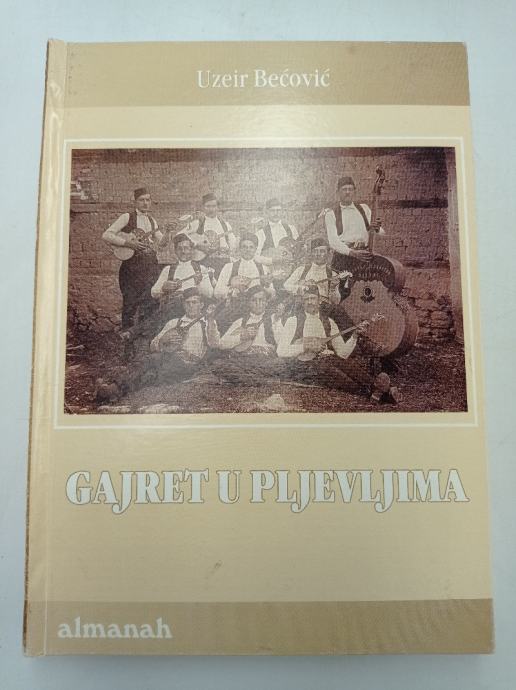 Uzeir Bećović
GAJRET U PLJEVLJIMA
almanah